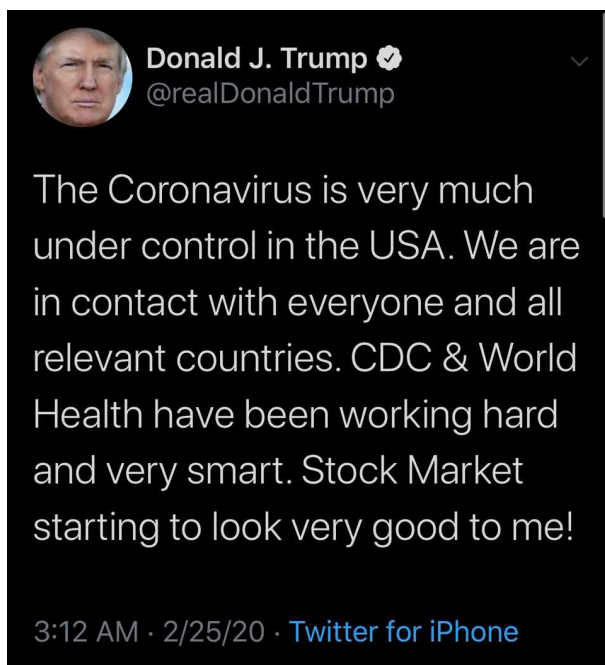 Donald J. Trump
@realDonaldTrump
The Coronavirus is very much
under control in the USA. We are
in contact with everyone and all
relevant countries. CDC & World
Health have been working hard
and very smart. Stock Market
starting to look very good to me!
3:12 AM · 2/25/20 · Twitter for iPhone